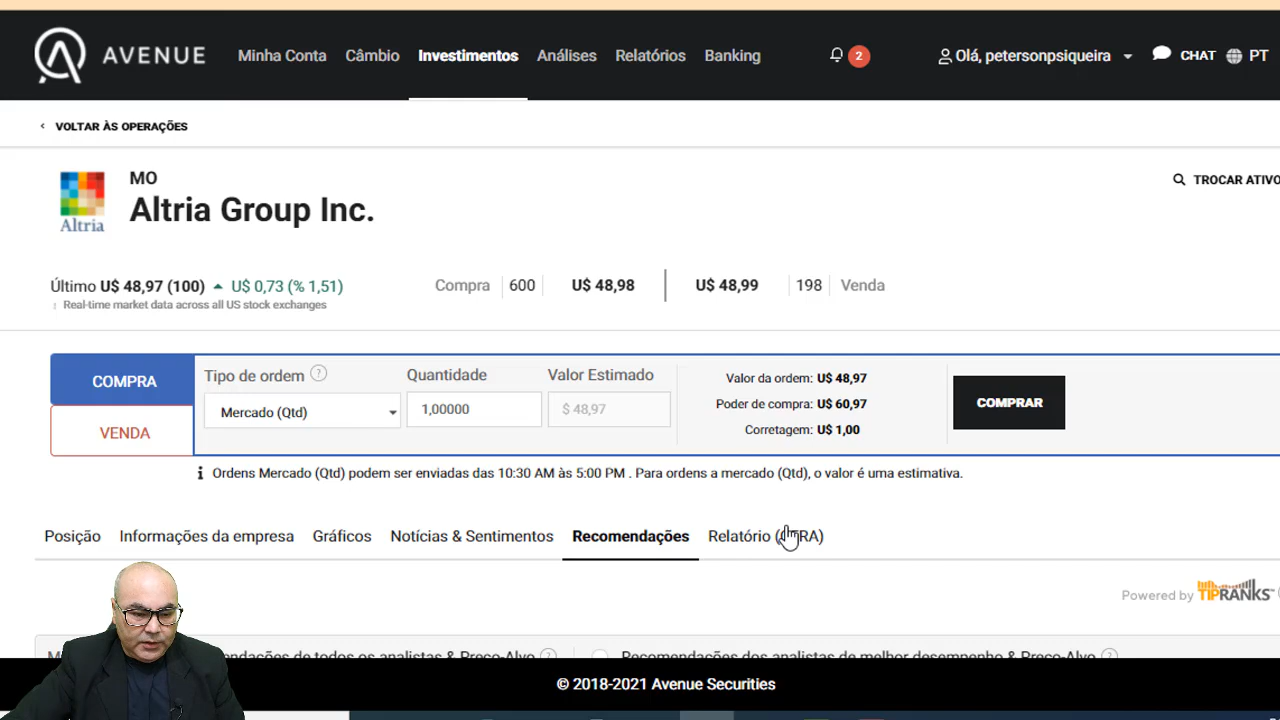 AVENUE
Minha Conta Câmbio Investimentos Análises Relatórios Banking 2 Olá, petersonpsiqueira CHAT PT
‹ VOLTAR ÀS OPERAÇÕES
MO
Altria Group Inc.
Altria
TROCAR ATIVO
Último U$ 48,97 (100) U$ 0,73 (% 1,51) Compra 600 U$ 48,98 U$ 48,99 198 Venda
Real-time market data across all US stock exchanges
COMPRA
VENDA
Tipo de ordem ? Quantidade Valor Estimado
Mercado (Qtd) 1,00000 $ 48,97
Valor da ordem: U$ 48,97
Poder de compra: U$ 60,97
Corretagem: U$ 1,00
COMPRAR
Ordens Mercado (Qtd) podem ser enviadas das 10:30 AM às 5:00 PM . Para ordens a mercado (Qtd), o valor é uma estimativa.
Posição Informações da empresa Gráficos Notícias & Sentimentos Recomendações Relatório
Powered by TIPRANKS
de todos os analistas & Preço-Alvo ? Recomendações dos analistas de melhor desempenho & Preço-Alvo ?
© 2018-2021 Avenue Securities